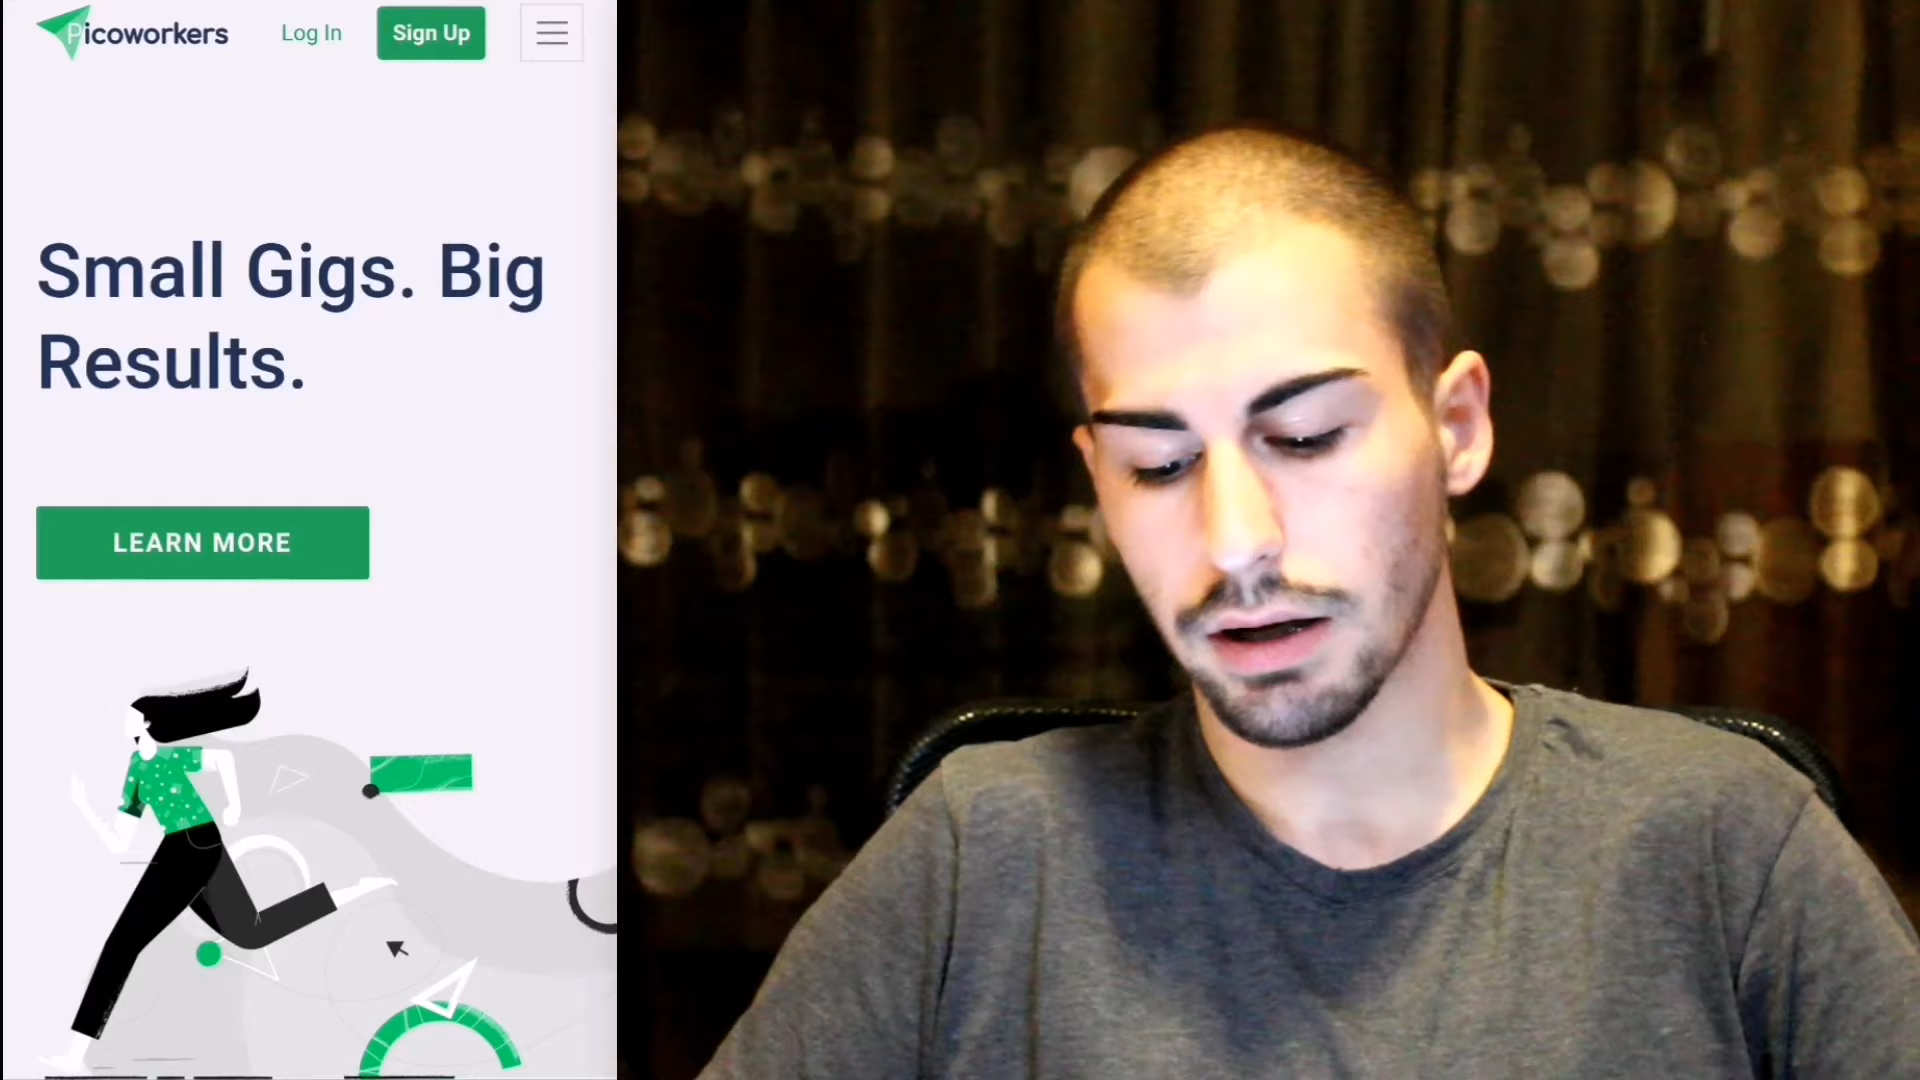 Picoworkers
Log In
Sign Up
Small Gigs. Big
Results.
LEARN MORE